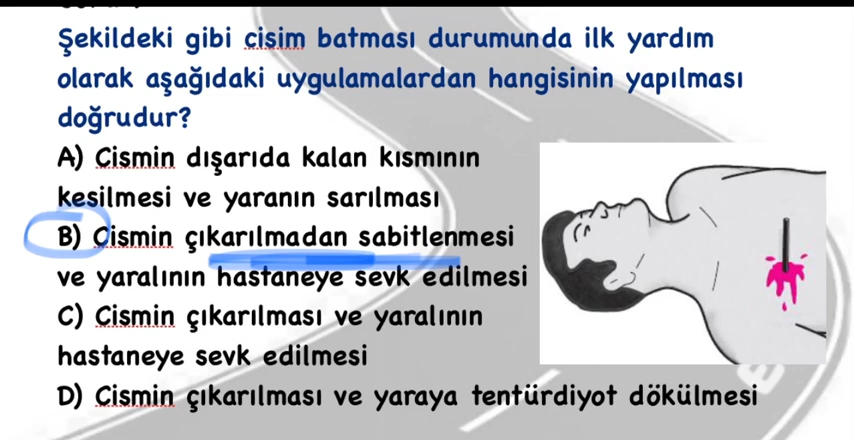 Şekildeki gibi cisim batması durumunda ilk yardım
olarak aşağıdaki uygulamalardan hangisinin yapılması
doğrudur?
A) Cismin dışarıda kalan kısmının
kesilmesi ve yaranın sarılması
B) Cismin çıkarılmadan sabitlenmesi
ve yaralının hastaneye sevk edilmesi
C) Cismin çıkarılması ve yaralının
hastaneye sevk edilmesi
D) Cismin çıkarılması ve yaraya tentürdiyot dökülmesi